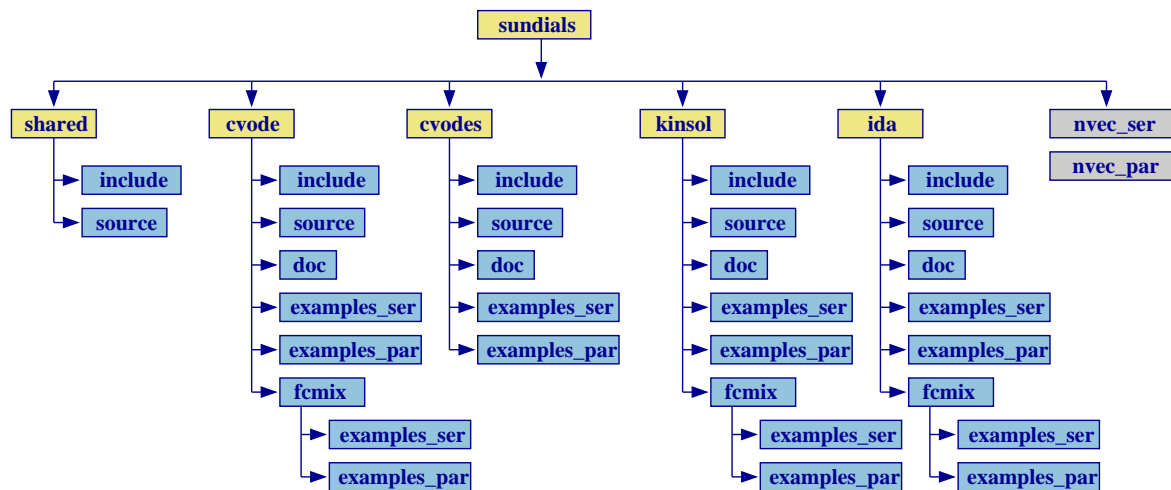 sundials
shared cvode cvodes kinsol ida nvec_ser
nvec_par
include include include include include
source source source source source
doc doc doc doc
examples_ser examples_ser examples_ser examples_ser
examples_par examples_par examples_par examples_par
fcmix fcmix fcmix
examples_ser examples_ser examples_ser
examples_par examples_par examples_par